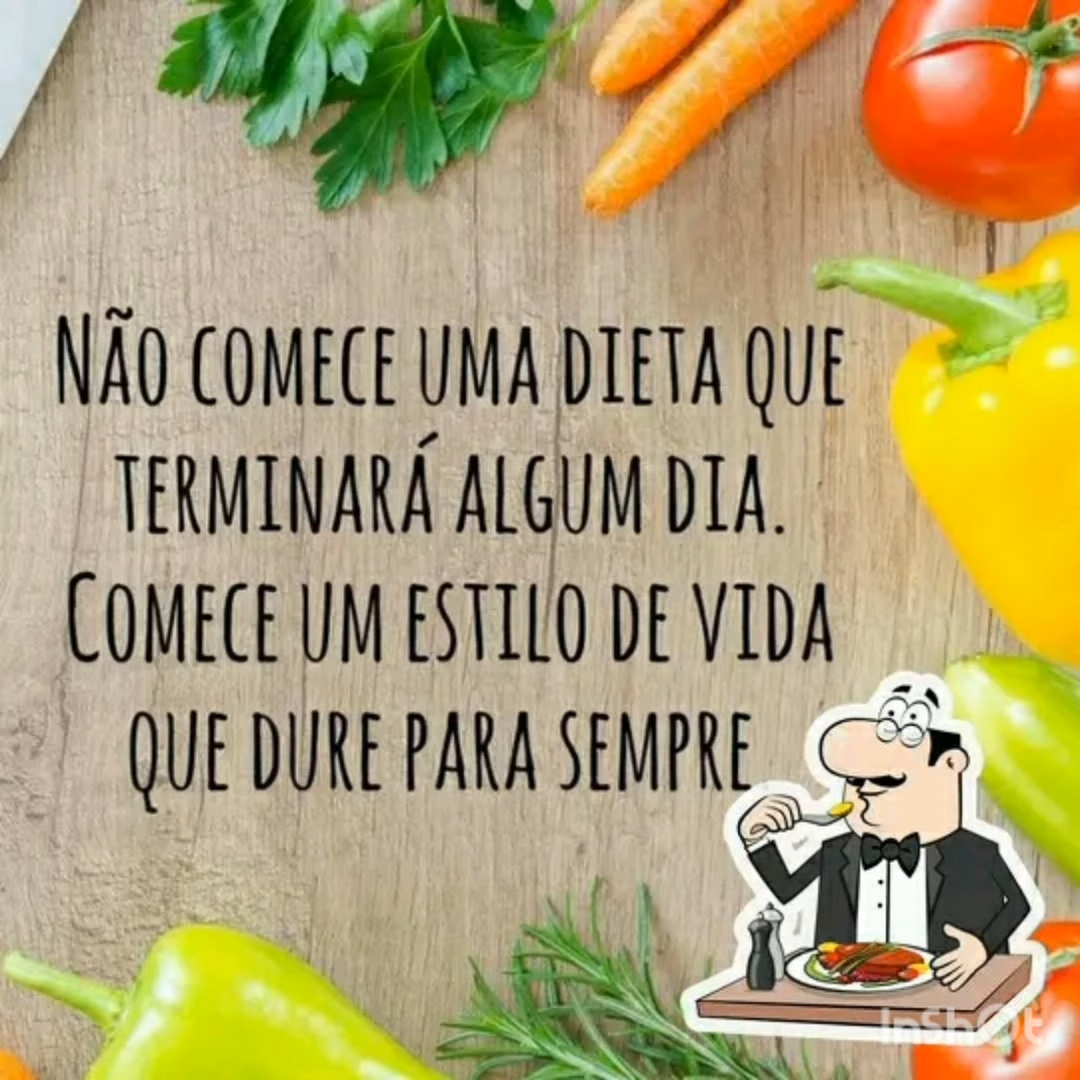 Não comece uma dieta que
terminará algum dia.
Comece um estilo de vida
que dure para sempre
InShOt